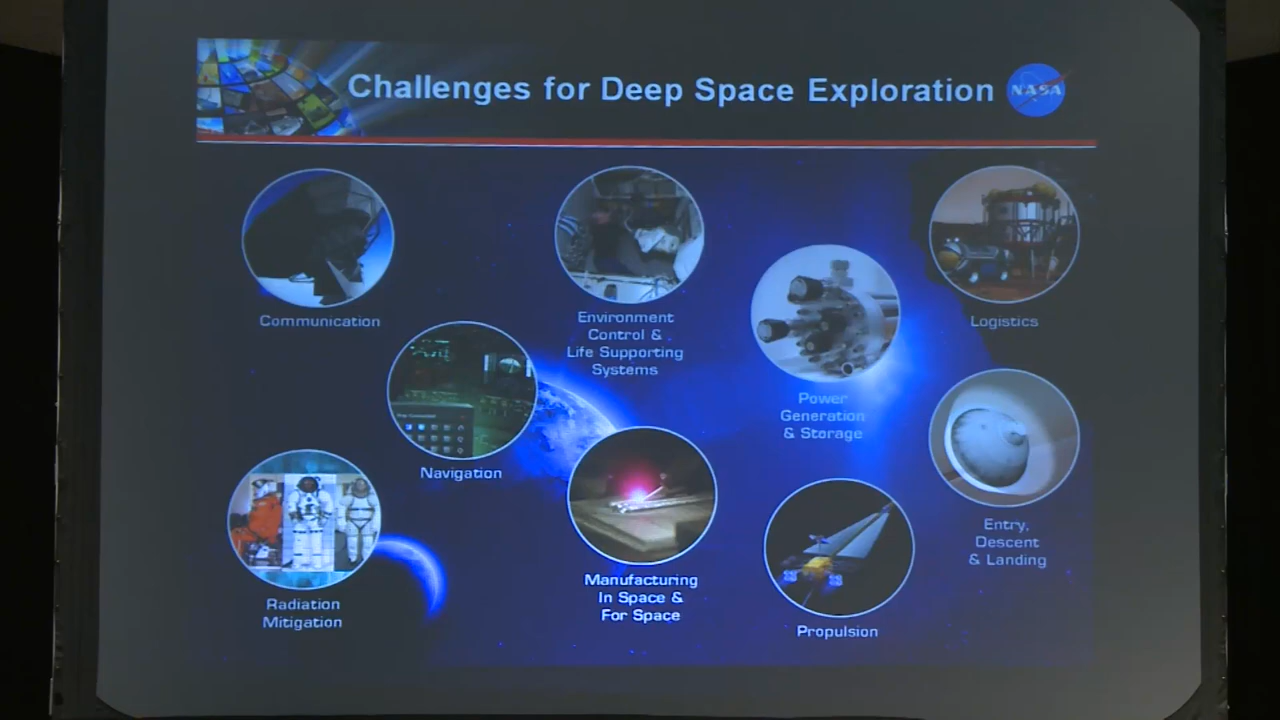 Challenges for Deep Space Exploration
NASA
Communication
Environment
Control &
Life Supporting
Systems
Logistics
Power
Generation
& Storage
Navigation
Entry,
Descent
& Landing
Manufacturing
In Space &
For Space
Radiation
Mitigation
Propulsion